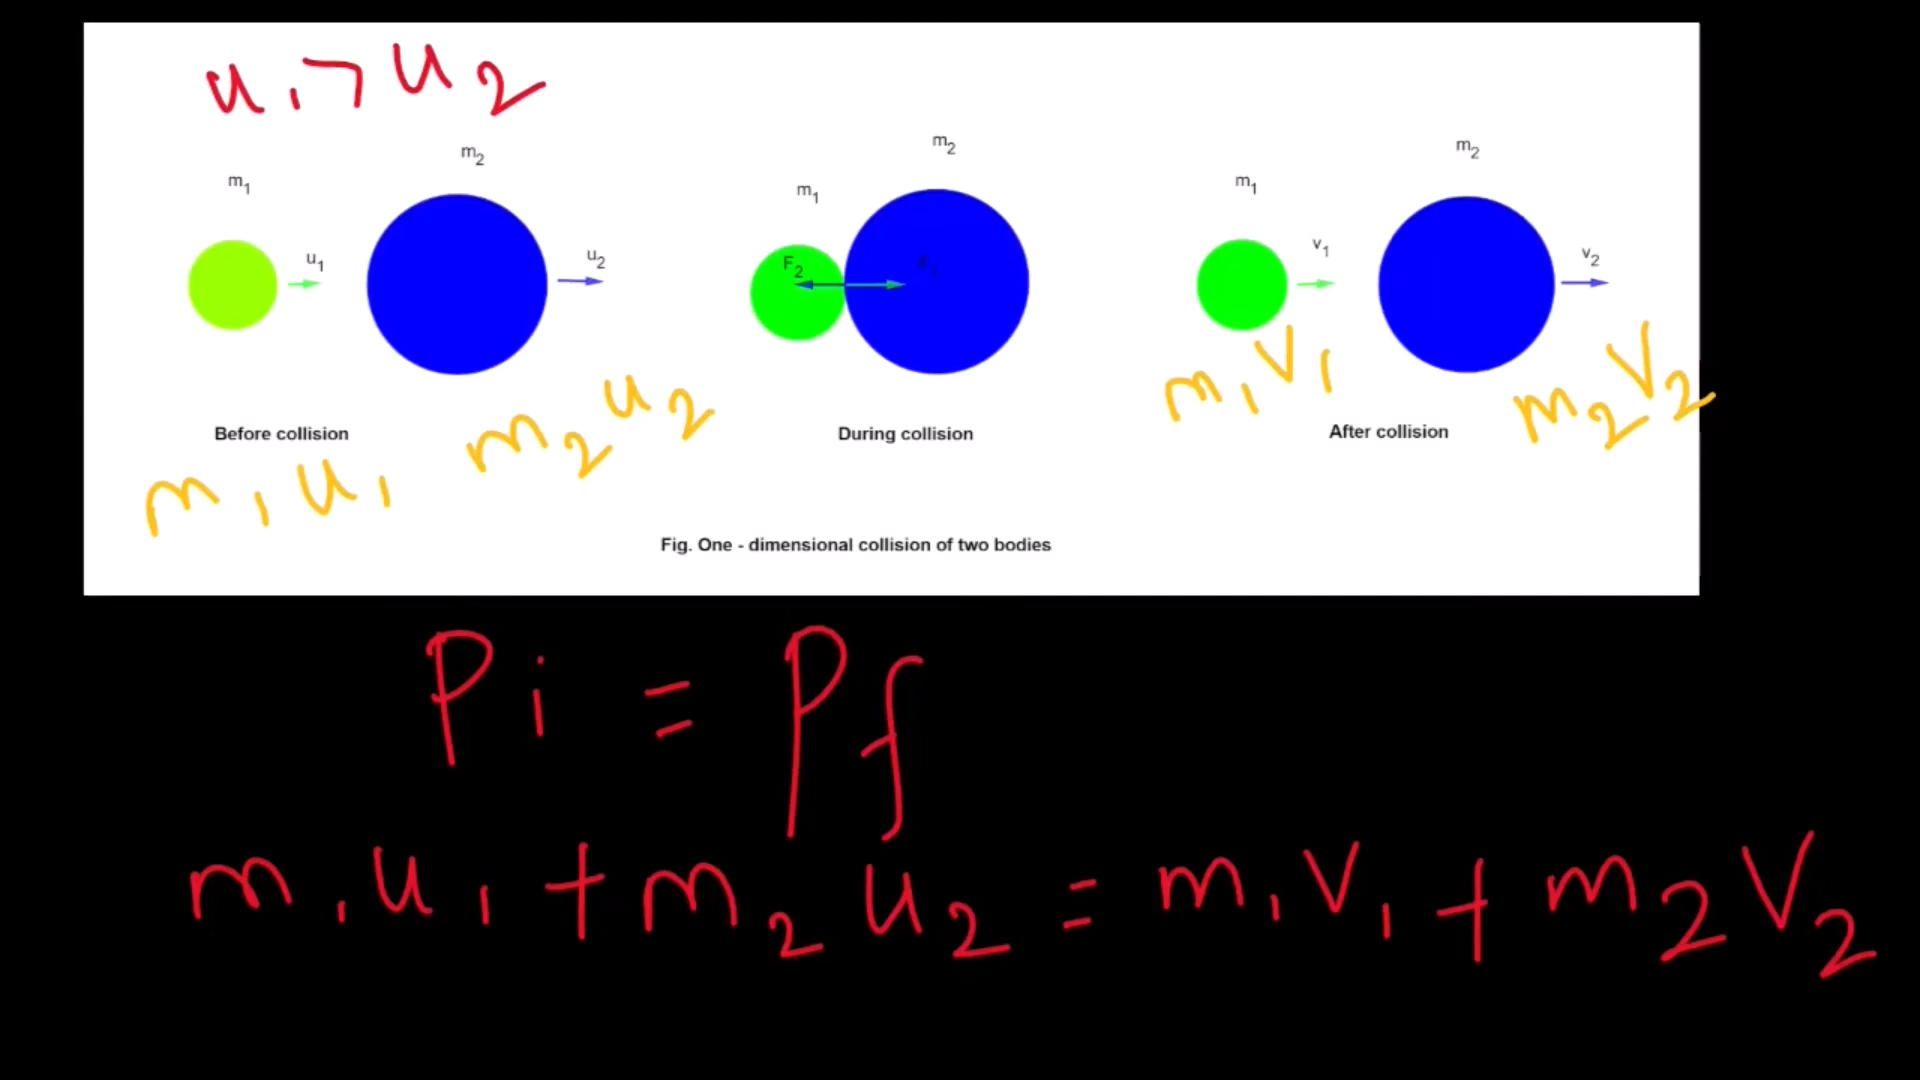 u₁ > u₂
m₂ m₂ m₂
m₁ m₁ m₁
u₁ u₂ F₂ v₁ v₂
m₁u₁ m₂u₂ m₁v₁ m₂v₂
Before collision During collision After collision
Fig. One - dimensional collision of two bodies
Pi = Pf
m₁u₁ + m₂u₂ = m₁v₁ + m₂v₂